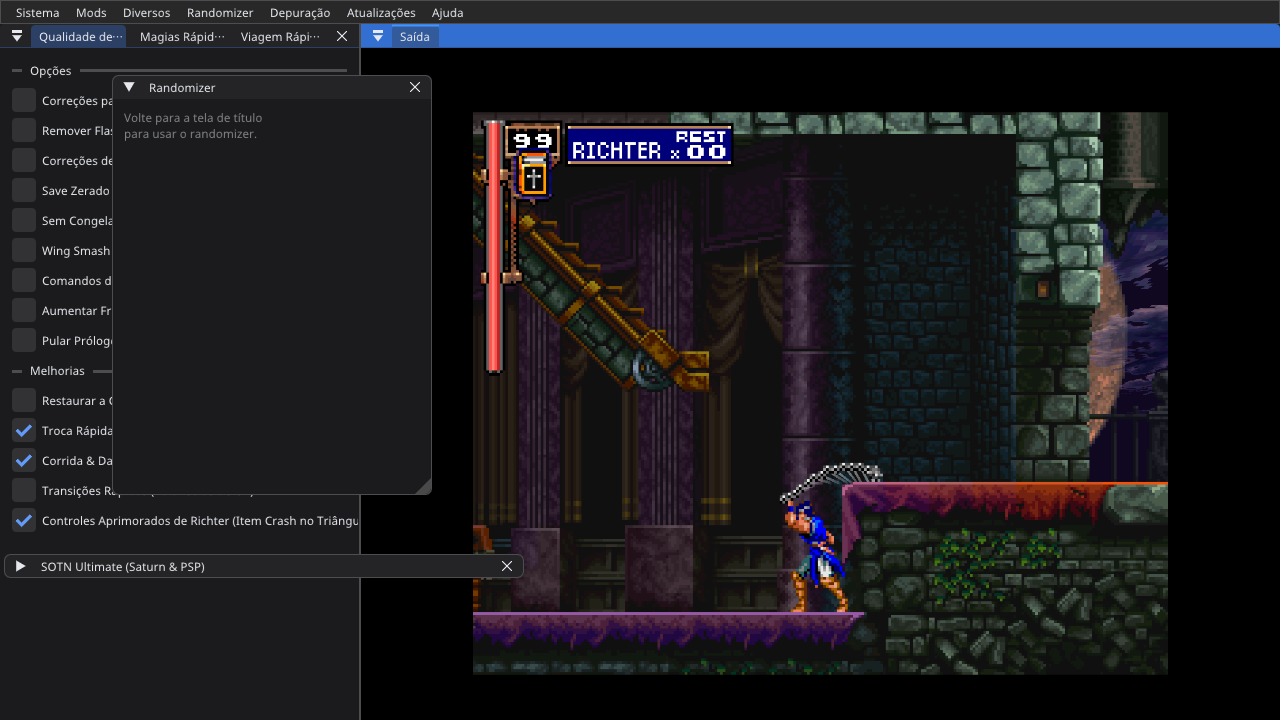 Sistema Mods Diversos Randomizer Depuração Atualizações Ajuda
Qualidade de··· Magias Rápid··· Viagem Rápi··· Saída
Opções
Randomizer
Correções pa
Volte para a tela de título
para usar o randomizer.
Remover Flas
Correções de
Save Zerado
Sem Congela
Wing Smash
Comandos d
Aumentar Fr
Pular Prólog
Melhorias
Restaurar a
Troca Rápida
Corrida & Da
Transições
Controles Aprimorados de Richter (Item Crash no Triângu
SOTN Ultimate (Saturn & PSP)
99
REST
RICHTER x 00